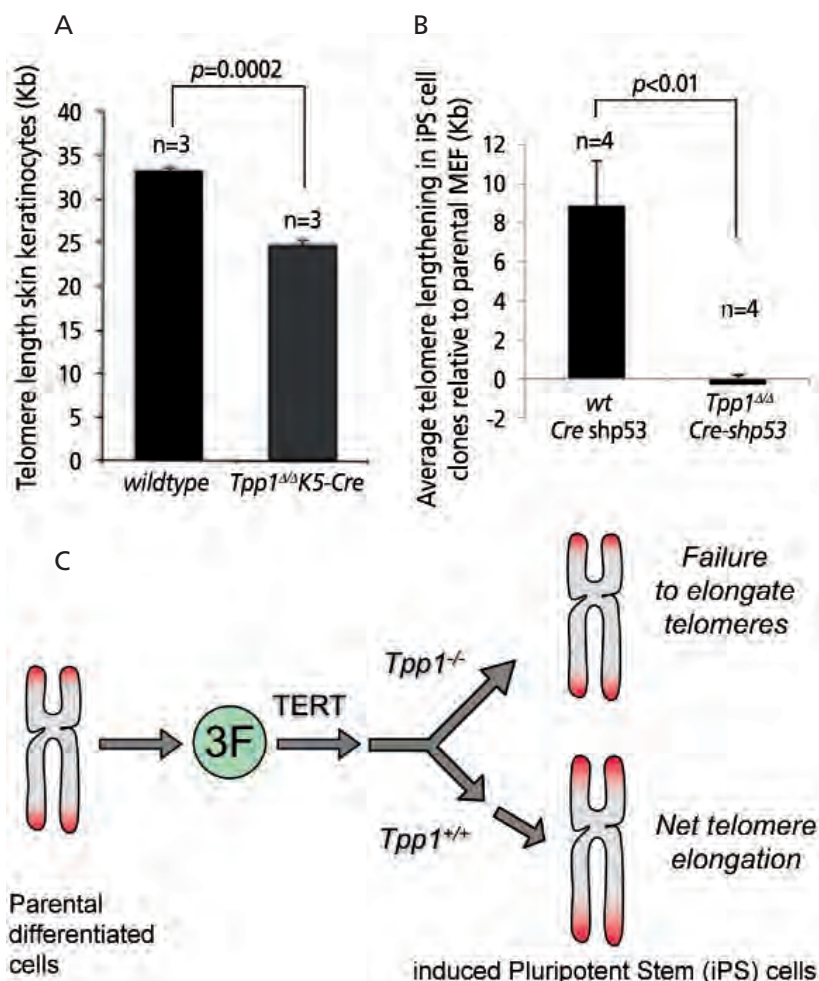 A
p=0.0002
Telomere length skin keratinocytes (Kb)
40
35
30
25
20
15
10
5
0
n=3
n=3
wildtype
Tpp1Δ/ΔK5-Cre
B
p<0.01
Average telomere lengthening in iPS cell
clones relative to parental MEF (Kb)
12
10
8
6
4
2
0
-2
n=4
n=4
wt
Cre shp53
Tpp1Δ/Δ
Cre-shp53
C
Parental
differentiated
cells
3F
TERT
Tpp1-/-
Tpp1+/+
Failure
to elongate
telomeres
Net telomere
elongation
induced Pluripotent Stem (iPS) cells